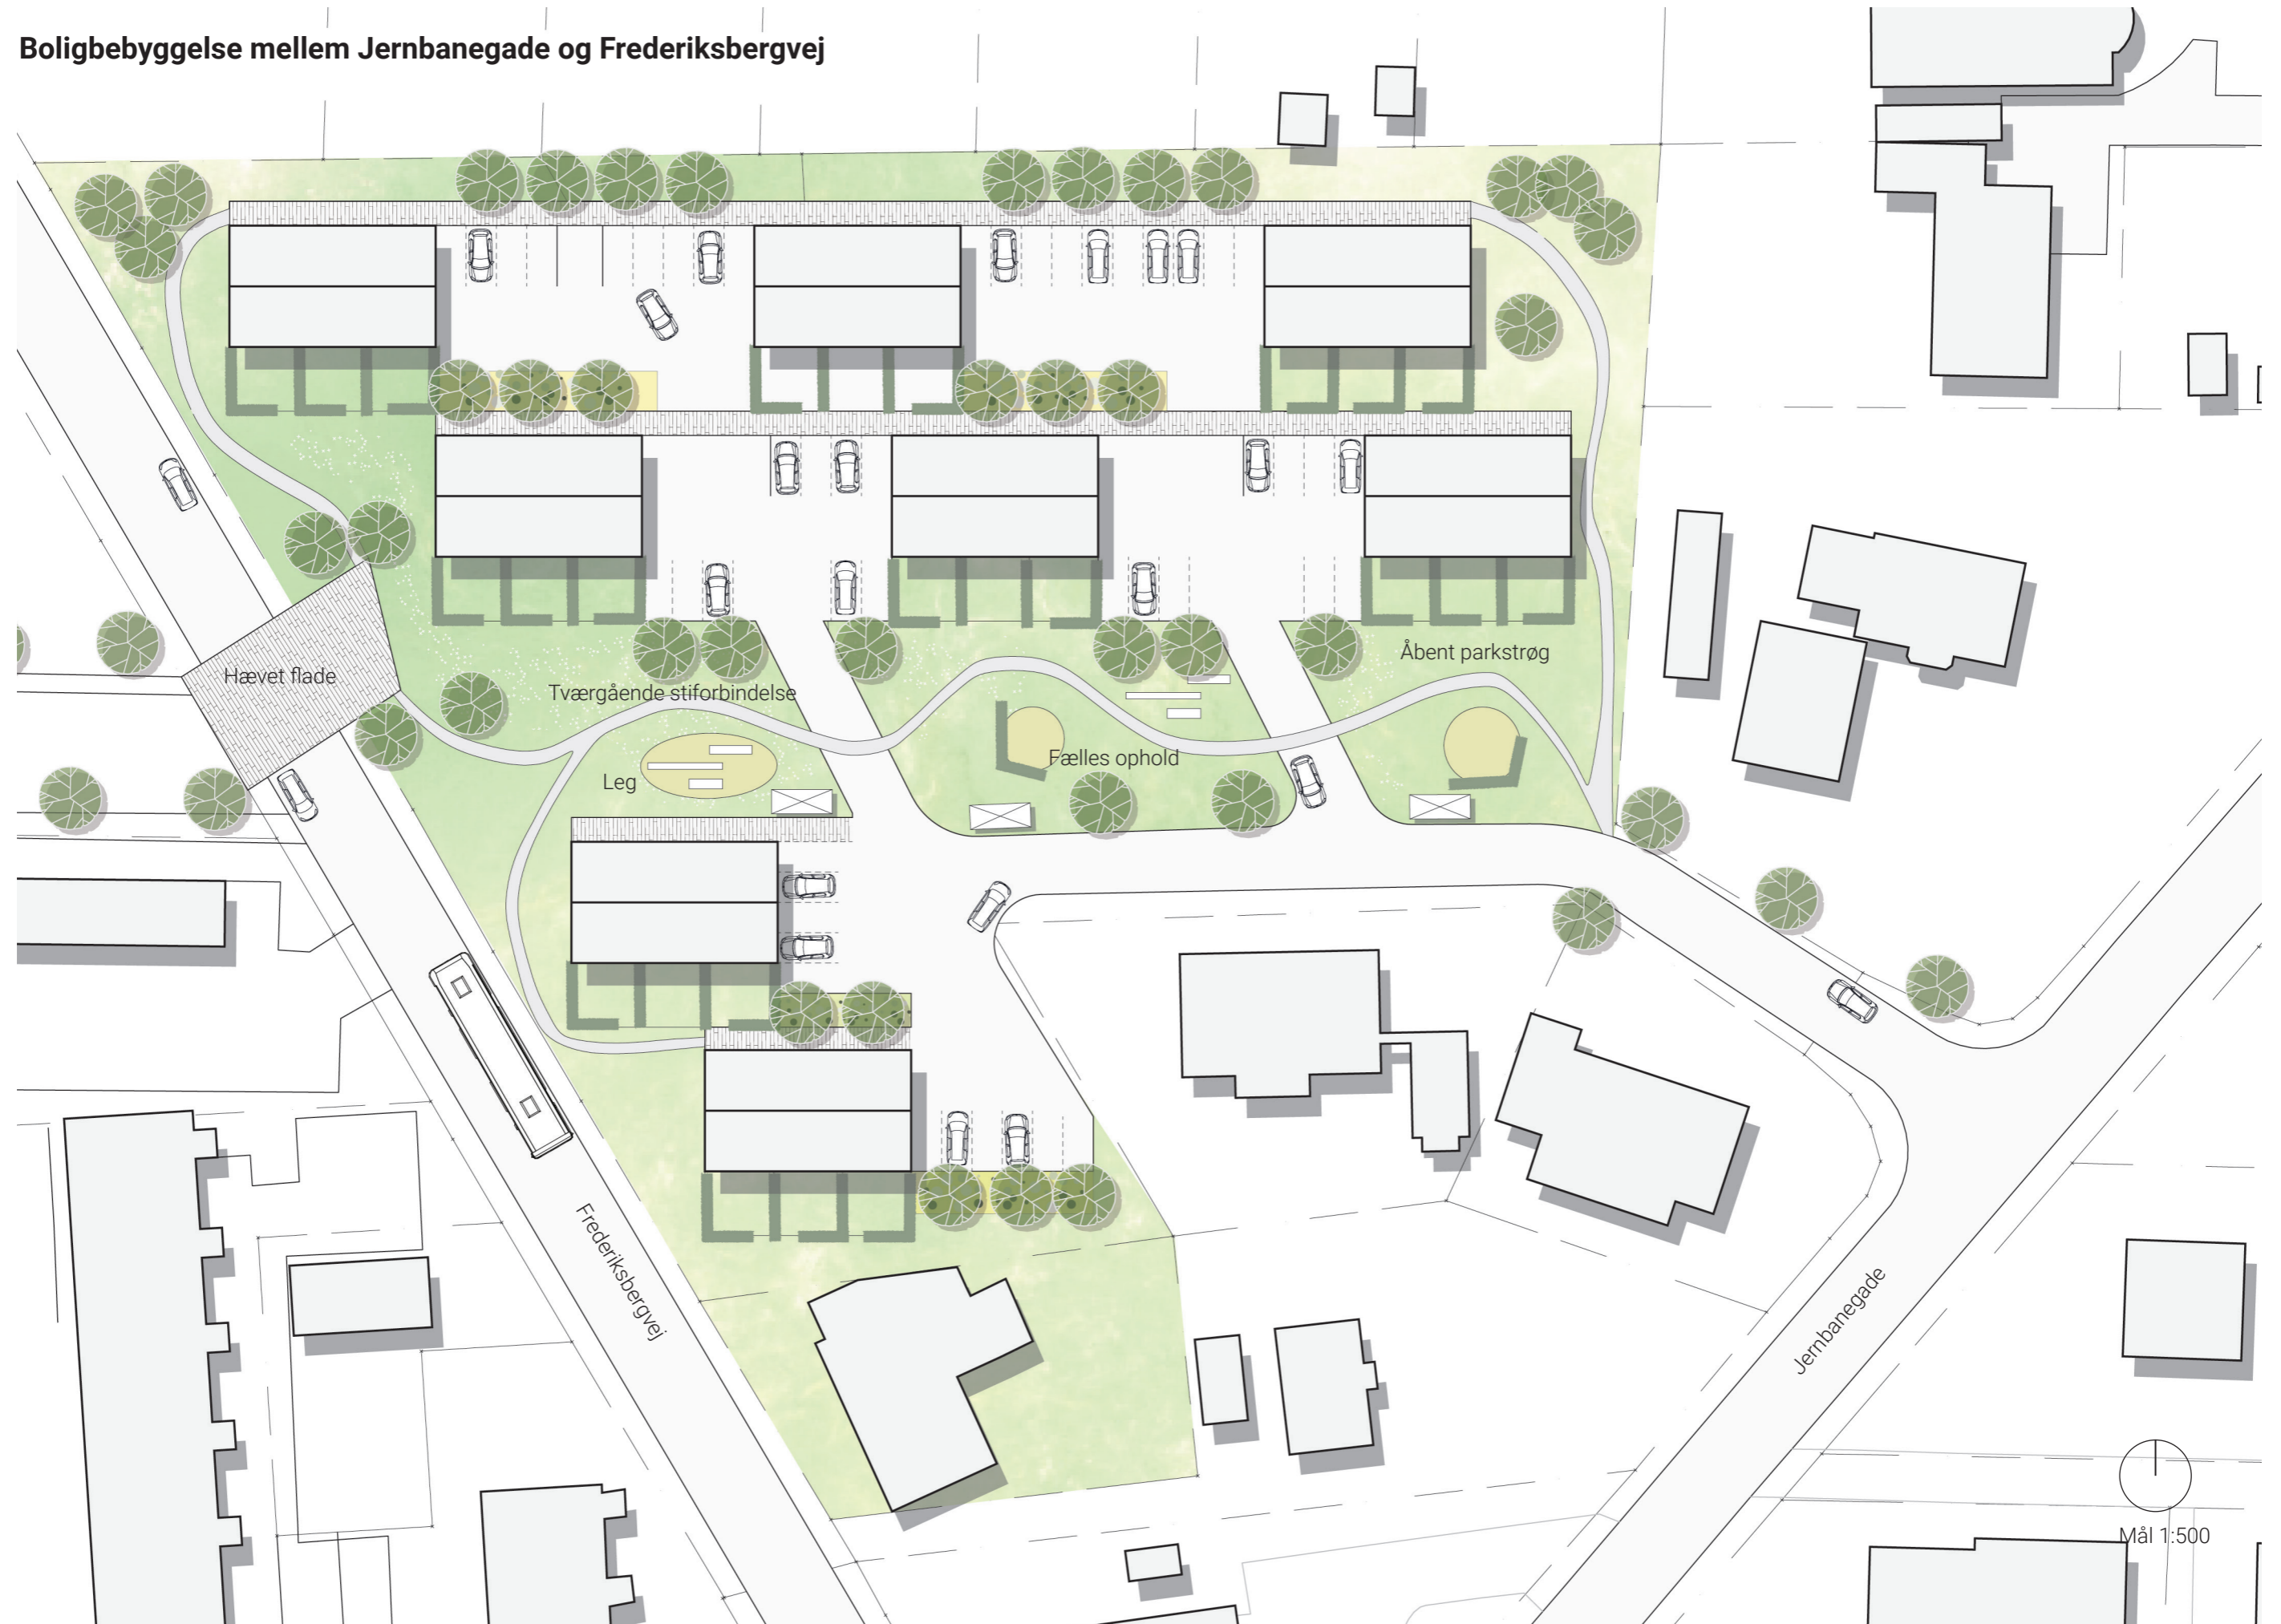 Boligbebyggelse mellem Jernbanegade og Frederiksbergvej
Åbent parkstrøg
Hævet flade
Tværgående stiforbindelse
Fælles ophold
Leg
Frederiksbergvej
Jernbanegade
Mål 1:500